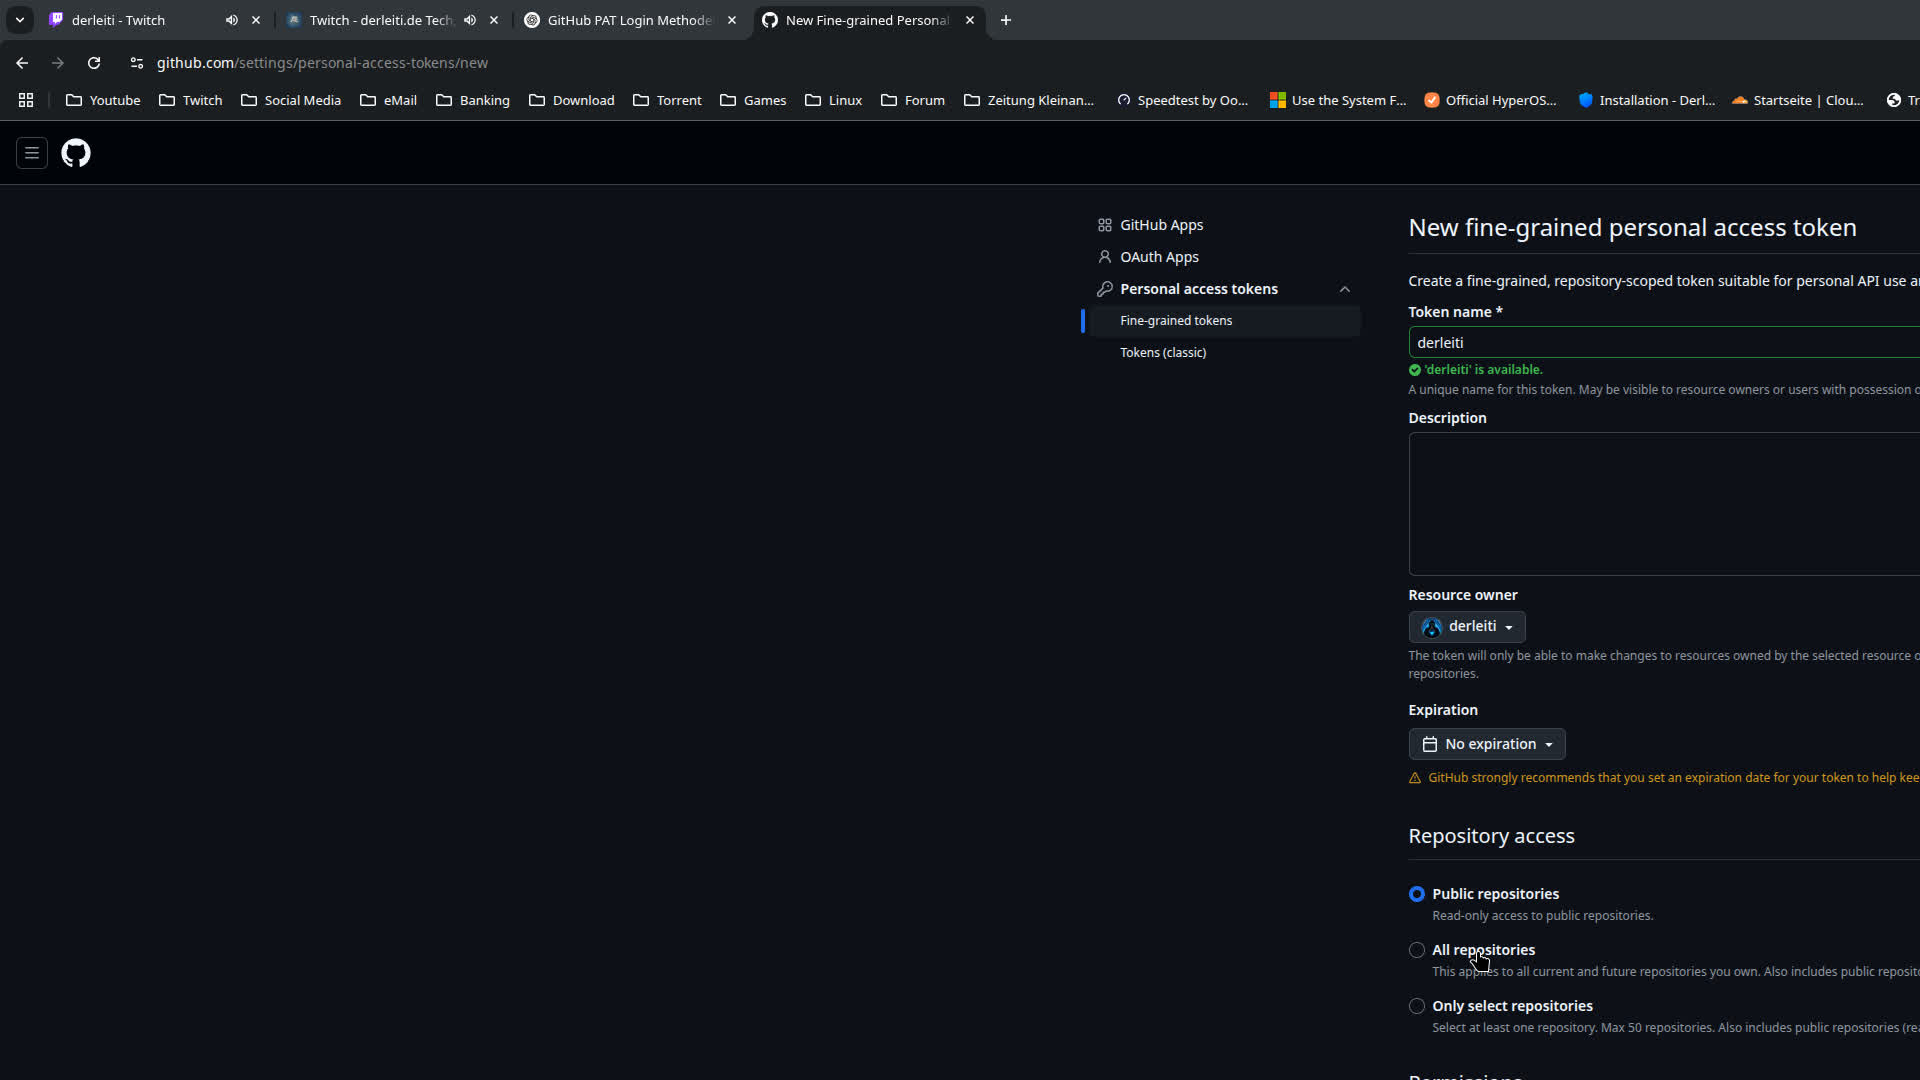 derleiti - Twitch
Twitch - derleiti.de Tech
GitHub PAT Login Methode
New Fine-grained Personal
github.com/settings/personal-access-tokens/new
Youtube
Twitch
Social Media
eMail
Banking
Download
Torrent
Games
Linux
Forum
Zeitung Kleinan...
Speedtest by Oo...
Use the System F...
Official HyperOS...
Installation - Derl...
Startseite | Clou...
Tr
GitHub Apps
OAuth Apps
Personal access tokens
Fine-grained tokens
Tokens (classic)
New fine-grained personal access token
Create a fine-grained, repository-scoped token suitable for personal API use
Token name *
derleiti
'derleiti' is available.
A unique name for this token. May be visible to resource owners or users with possession
Description
Resource owner
derleiti
The token will only be able to make changes to resources owned by the selected resource
repositories.
Expiration
No expiration
GitHub strongly recommends that you set an expiration date for your token to help
Repository access
Public repositories
Read-only access to public repositories.
All repositories
This applies to all current and future repositories you own. Also includes public
Only select repositories
Select at least one repository. Max 50 repositories. Also includes public repositories
Permissions